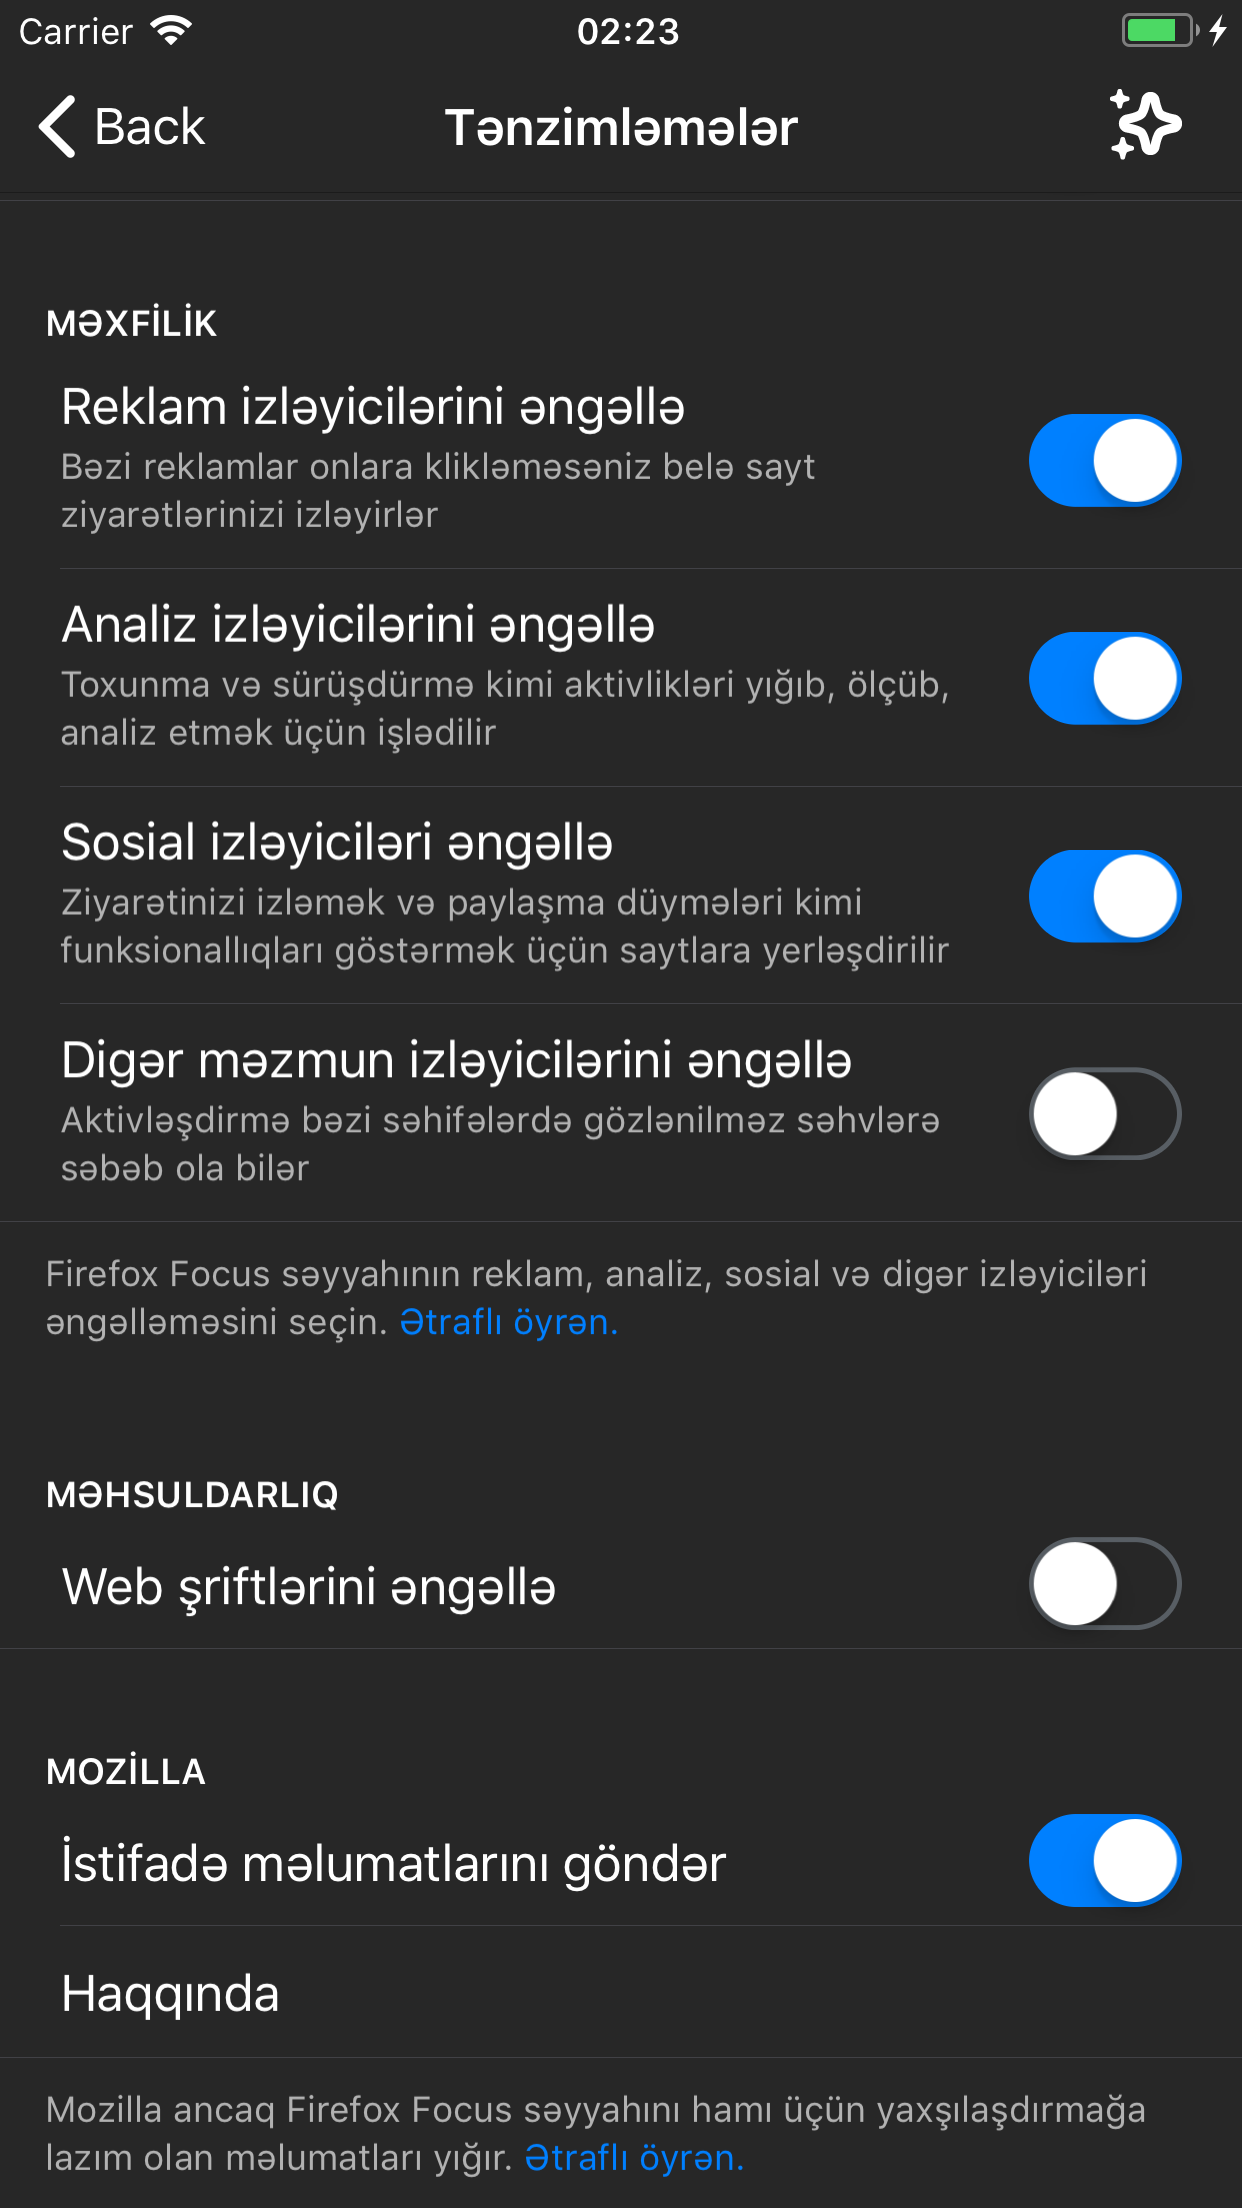 Carrier
02:23
Back
Tənzimləmələr
MƏXFİLİK
Reklam izləyicilərini əngəllə
Bəzi reklamlar onlara klikləməsəniz belə sayt
ziyarətlərinizi izləyirlər
Analiz izləyicilərini əngəllə
Toxunma və sürüşdürmə kimi aktivlikləri yığıb, ölçüb,
analiz etmək üçün işlədilir
Sosial izləyiciləri əngəllə
Ziyarətinizi izləmək və paylaşma düymələri kimi
funksionallıqları göstərmək üçün saytlara yerləşdirilir
Digər məzmun izləyicilərini əngəllə
Aktivləşdirmə bəzi səhifələrdə gözlənilməz səhvlərə
səbəb ola bilər
Firefox Focus səyyahının reklam, analiz, sosial və digər izləyiciləri
əngəlləməsini seçin. Ətraflı öyrən.
MƏHSULDARLIQ
Web şriftlərini əngəllə
MOZİLLA
İstifadə məlumatlarını göndər
Haqqında
Mozilla ancaq Firefox Focus səyyahını hamı üçün yaxşılaşdırmağa
lazım olan məlumatları yığır. Ətraflı öyrən.